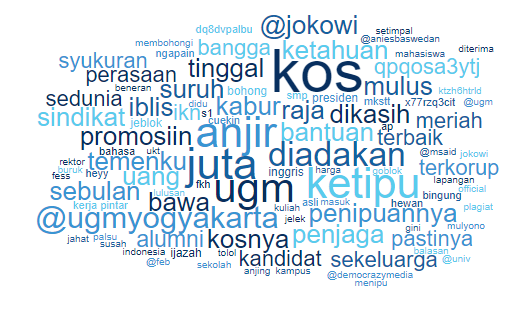 dq8dvpalbu @jokowi setimpal
membohongi bangga ketahuan @aniesbaswedan
ngapain mahasiswa diterima
syukuran tinggal kos qpqosa3ytj
perasaan
beneran suruh mulus
sedunia iblis bohong smp ktzh6htrld
kabur raja presiden dikasih x77rzq3cit @ugm
sindikat ikn didu mkstt meriah
jeblok s1 cuekin
promosiin anjir bantuan ap terbaik
bahasa ukt @msaid jokowi
rektor temenku juta diadakan terkorup
buruk uang inggris harga goblok lapangan
fess heyy sebulan fkh ugm ketipu official
lulusan bawa asli masuk hewan bingung
kerja pintar kuliah plagiat
@ugmyogyakarta jelek penipuannya
jahat palsu alumni kosnya penjaga gini mulyono
susah pastinya
indonesia ijazah tolol kandidat sekeluarga balasan
@feb sekolah anjing kampus @univ
@democrazymedia
menipu